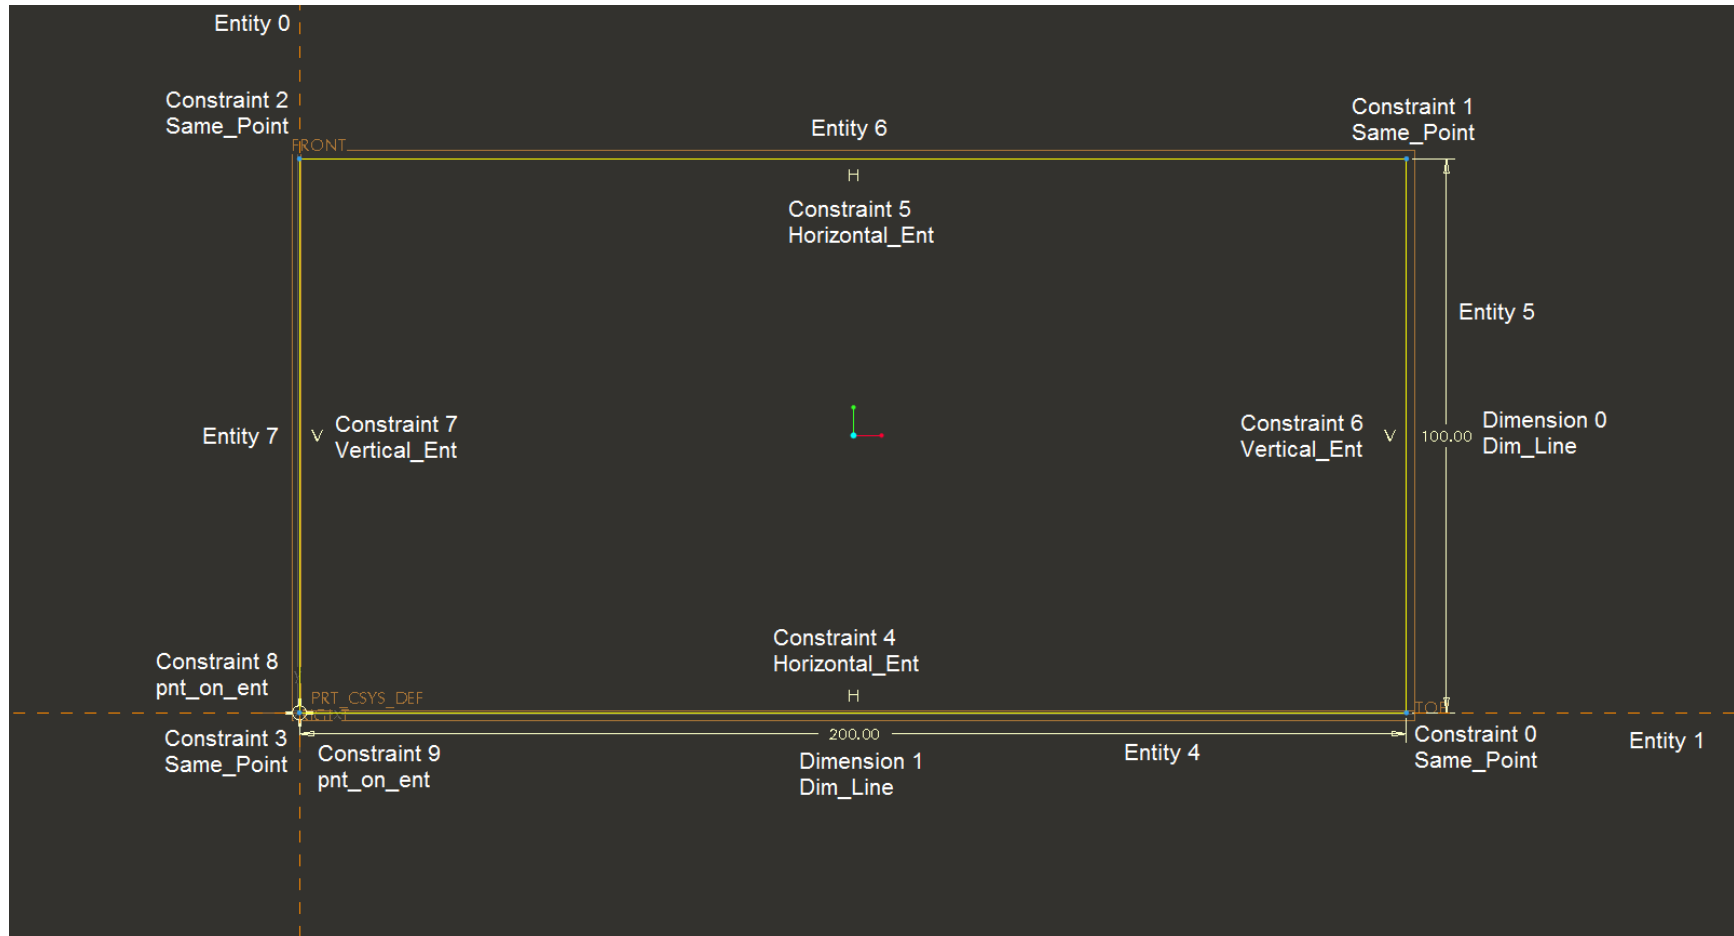 Entity 0
Constraint 2
Same_Point
Constraint 1
Same_Point
Entity 6
FRONT
H
Constraint 5
Horizontal_Ent
Entity 5
Entity 7
V
Constraint 7
Vertical_Ent
Constraint 6
Vertical_Ent
V
100.00
Dimension 0
Dim_Line
Constraint 4
Horizontal_Ent
H
Constraint 8
pnt_on_ent
PRT_CSYS_DEF
Constraint 3
Same_Point
Constraint 9
pnt_on_ent
200.00
Dimension 1
Dim_Line
Entity 4
TOP
Constraint 0
Same_Point
Entity 1